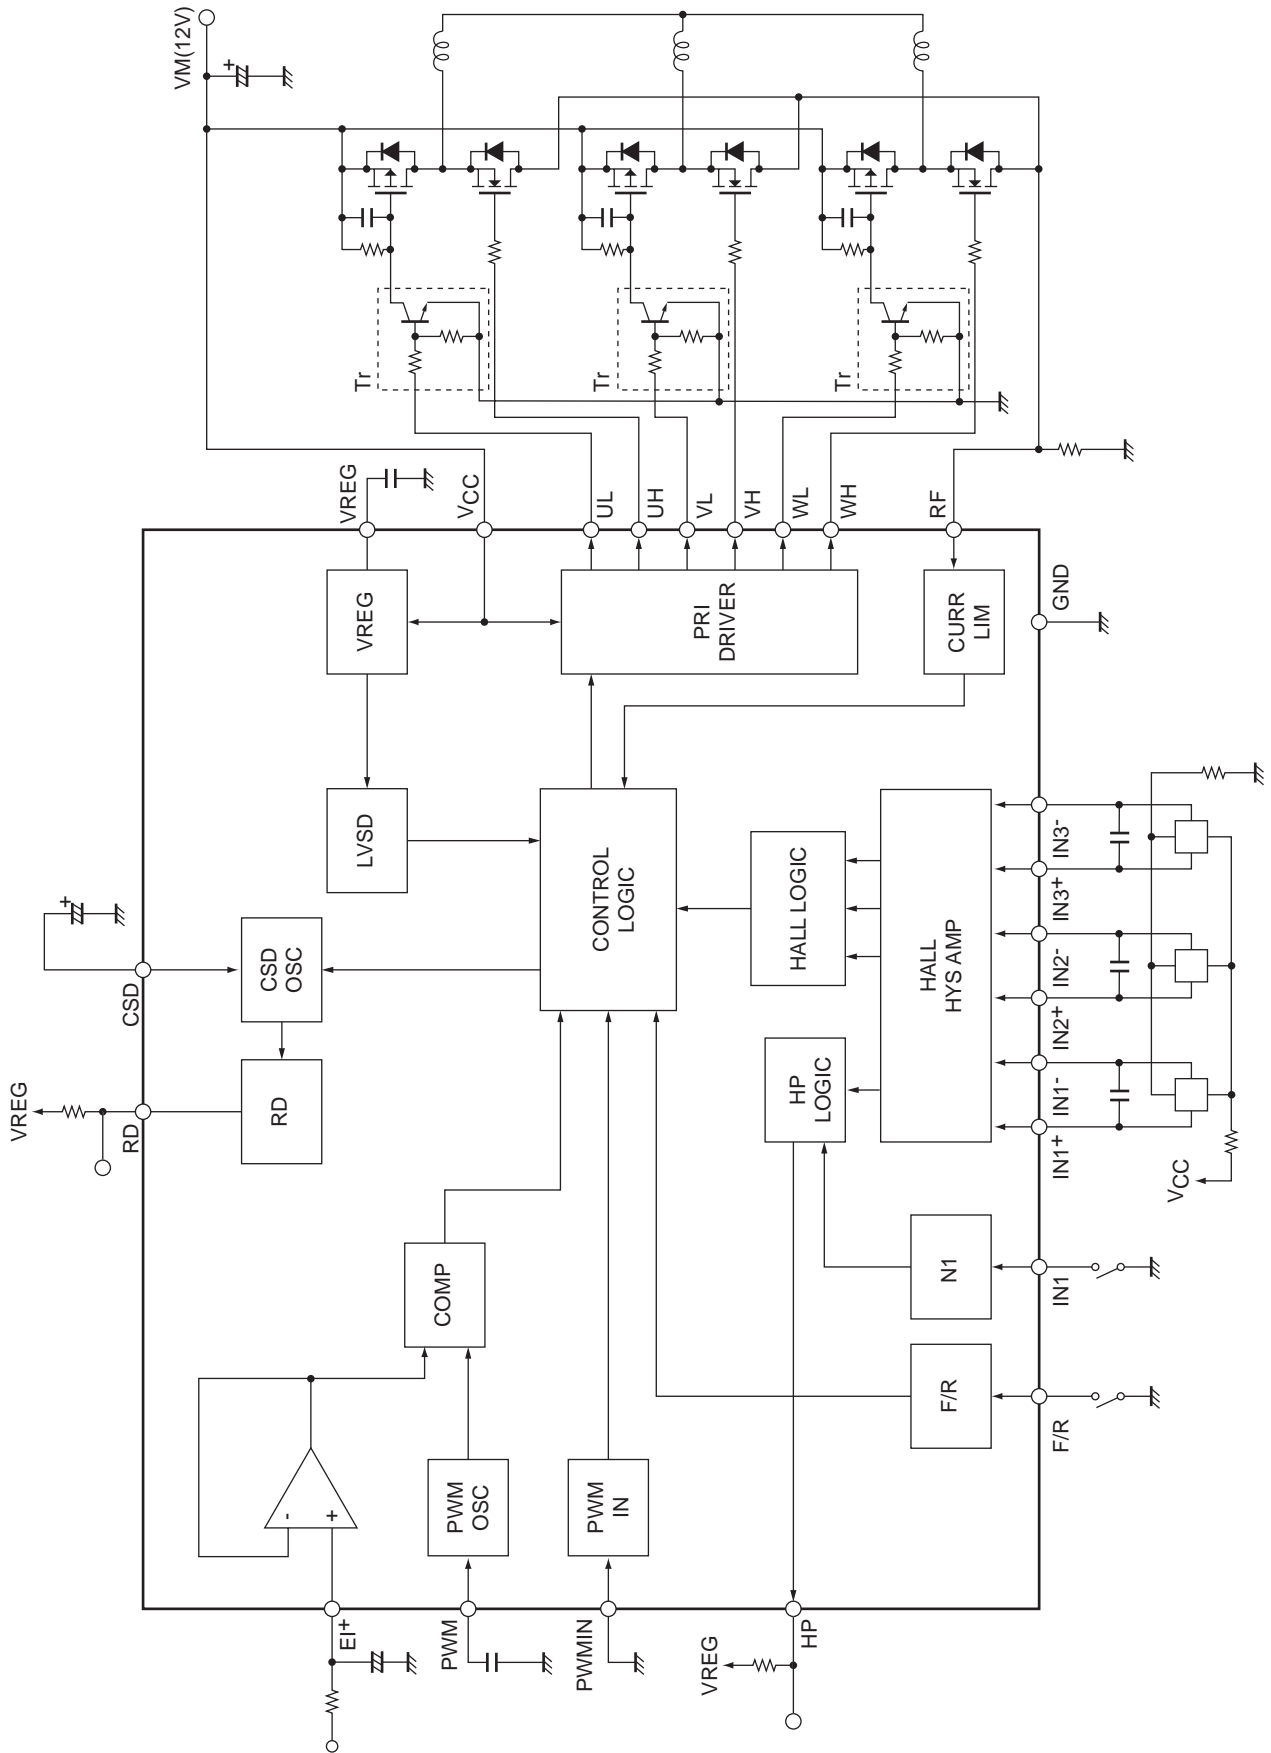 VM(12V)
+
Tr
Tr
Tr
VREG
VCC
UL
UH
VL
VH
WL
WH
RF
VREG
PRI
DRIVER
CURR
LIM
GND
LVSD
CONTROL
LOGIC
HALL LOGIC
HALL
HYS AMP
HP
LOGIC
IN3-
IN3+
IN2-
IN2+
IN1-
IN1+
VCC
+
CSD
CSD
OSC
RD
RD
VREG
COMP
N1
IN1
F/R
F/R
-
+
PWM
OSC
PWM
IN
EI+
PWM
PWMIN
HP
VREG